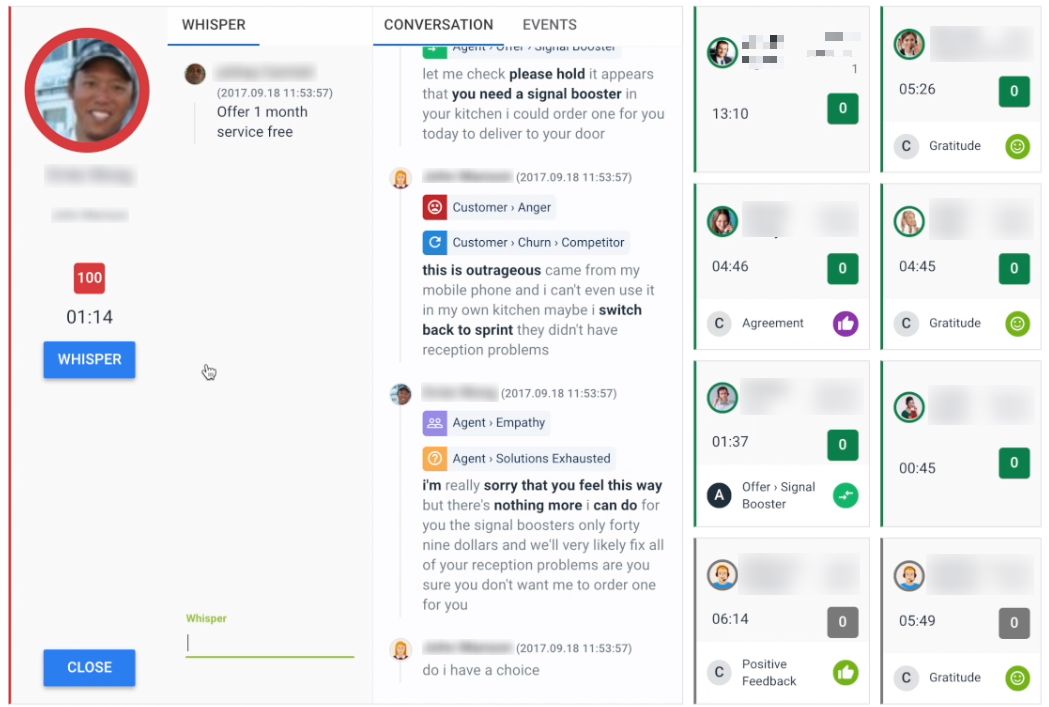 WHISPER
(2017.09.18 11:53:57)
Offer 1 month
service free
100
01:14
WHISPER
Whisper
CLOSE
CONVERSATION EVENTS
Agent › Offer › Signal Booster
let me check please hold it appears
that you need a signal booster in
your kitchen i could order one for you
today to deliver to your door
(2017.09.18 11:53:57)
Customer › Anger
Customer › Churn › Competitor
this is outrageous came from my
mobile phone and i can't even use it
in my own kitchen maybe i switch
back to sprint they didn't have
reception problems
(2017.09.18 11:53:57)
Agent › Empathy
Agent › Solutions Exhausted
i'm really sorry that you feel this way
but there's nothing more i can do for
you the signal boosters only forty
nine dollars and we'll very likely fix all
of your reception problems are you
sure you don't want me to order one
for you
(2017.09.18 11:53:57)
do i have a choice
1
13:10 0
05:26 0
C Gratitude
04:46 0
C Agreement
04:45 0
C Gratitude
01:37 0
A Offer › Signal
Booster
00:45 0
06:14 0
C Positive
Feedback
05:49 0
C Gratitude